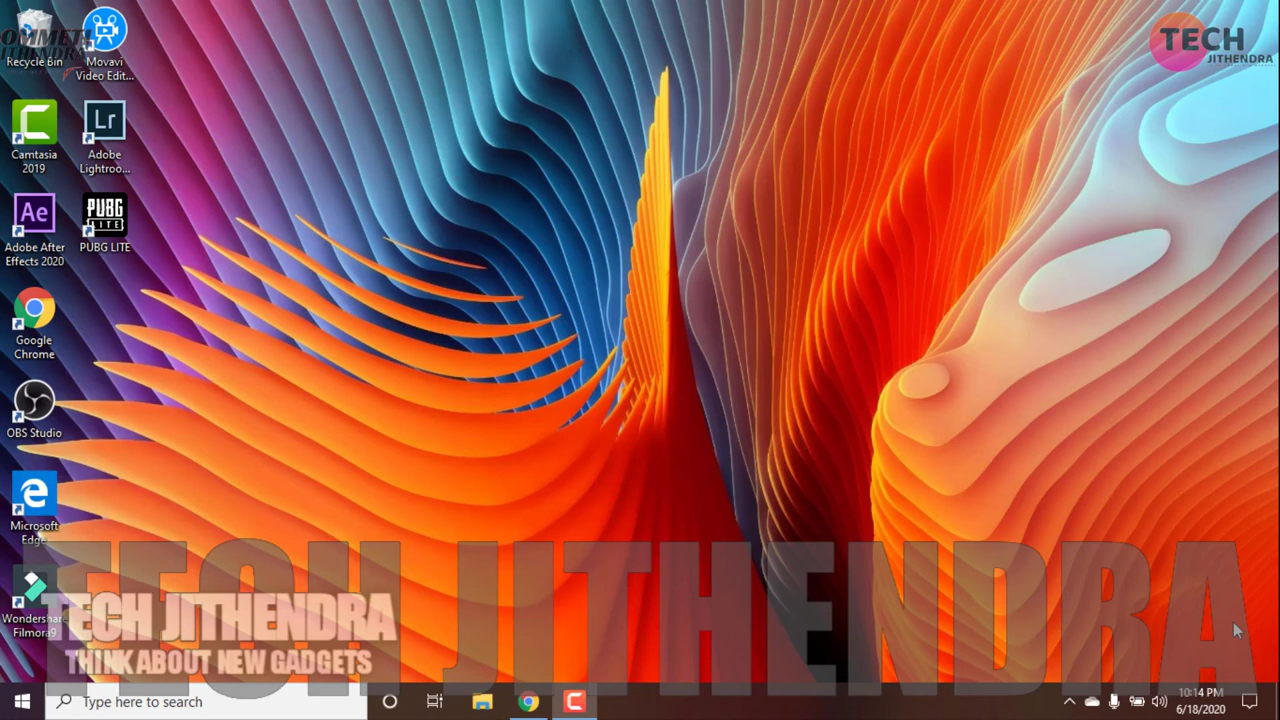 OMMETI
JITHENDRA
Recycle Bin
Movavi
Video Edit...
TECH
JITHENDRA
Camtasia
2019
Lr
Adobe
Lightroo...
Ae
Adobe After
Effects 2020
PUBG
LITE
PUBG LITE
Google
Chrome
OBS Studio
Microsoft
Edge
Wondershare
Filmora9
TECH JITHENDRA
TECH JITHENDRA
THINK ABOUT NEW GADGETS
Type here to search
10:14 PM
6/18/2020